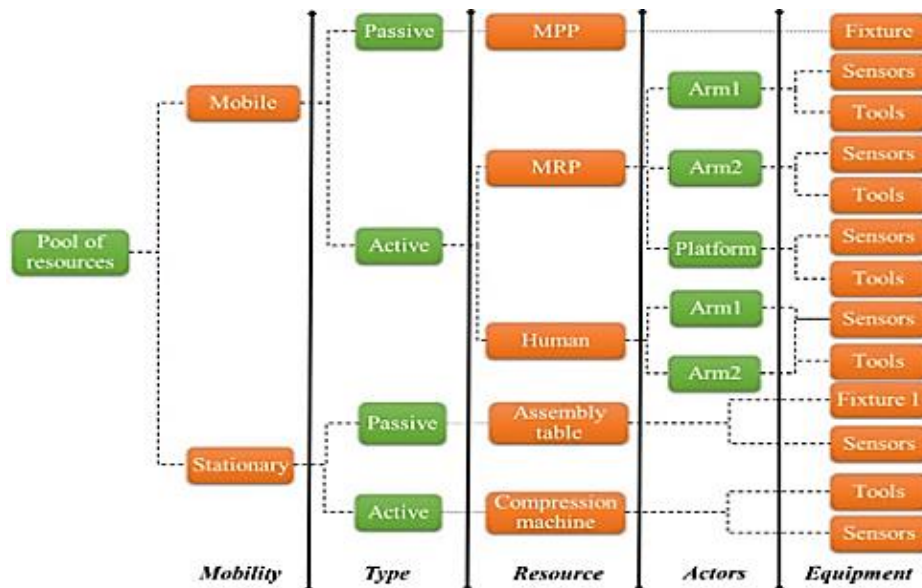 Passive
MPP
Fixture
Mobile
Arm1
Sensors
Tools
MRP
Arm2
Sensors
Tools
Pool of
resources
Active
Platform
Sensors
Tools
Human
Arm1
Sensors
Arm2
Tools
Passive
Assembly
table
Fixture 1
Sensors
Stationary
Active
Compression
machine
Tools
Sensors
Mobility
Type
Resource
Actors
Equipment